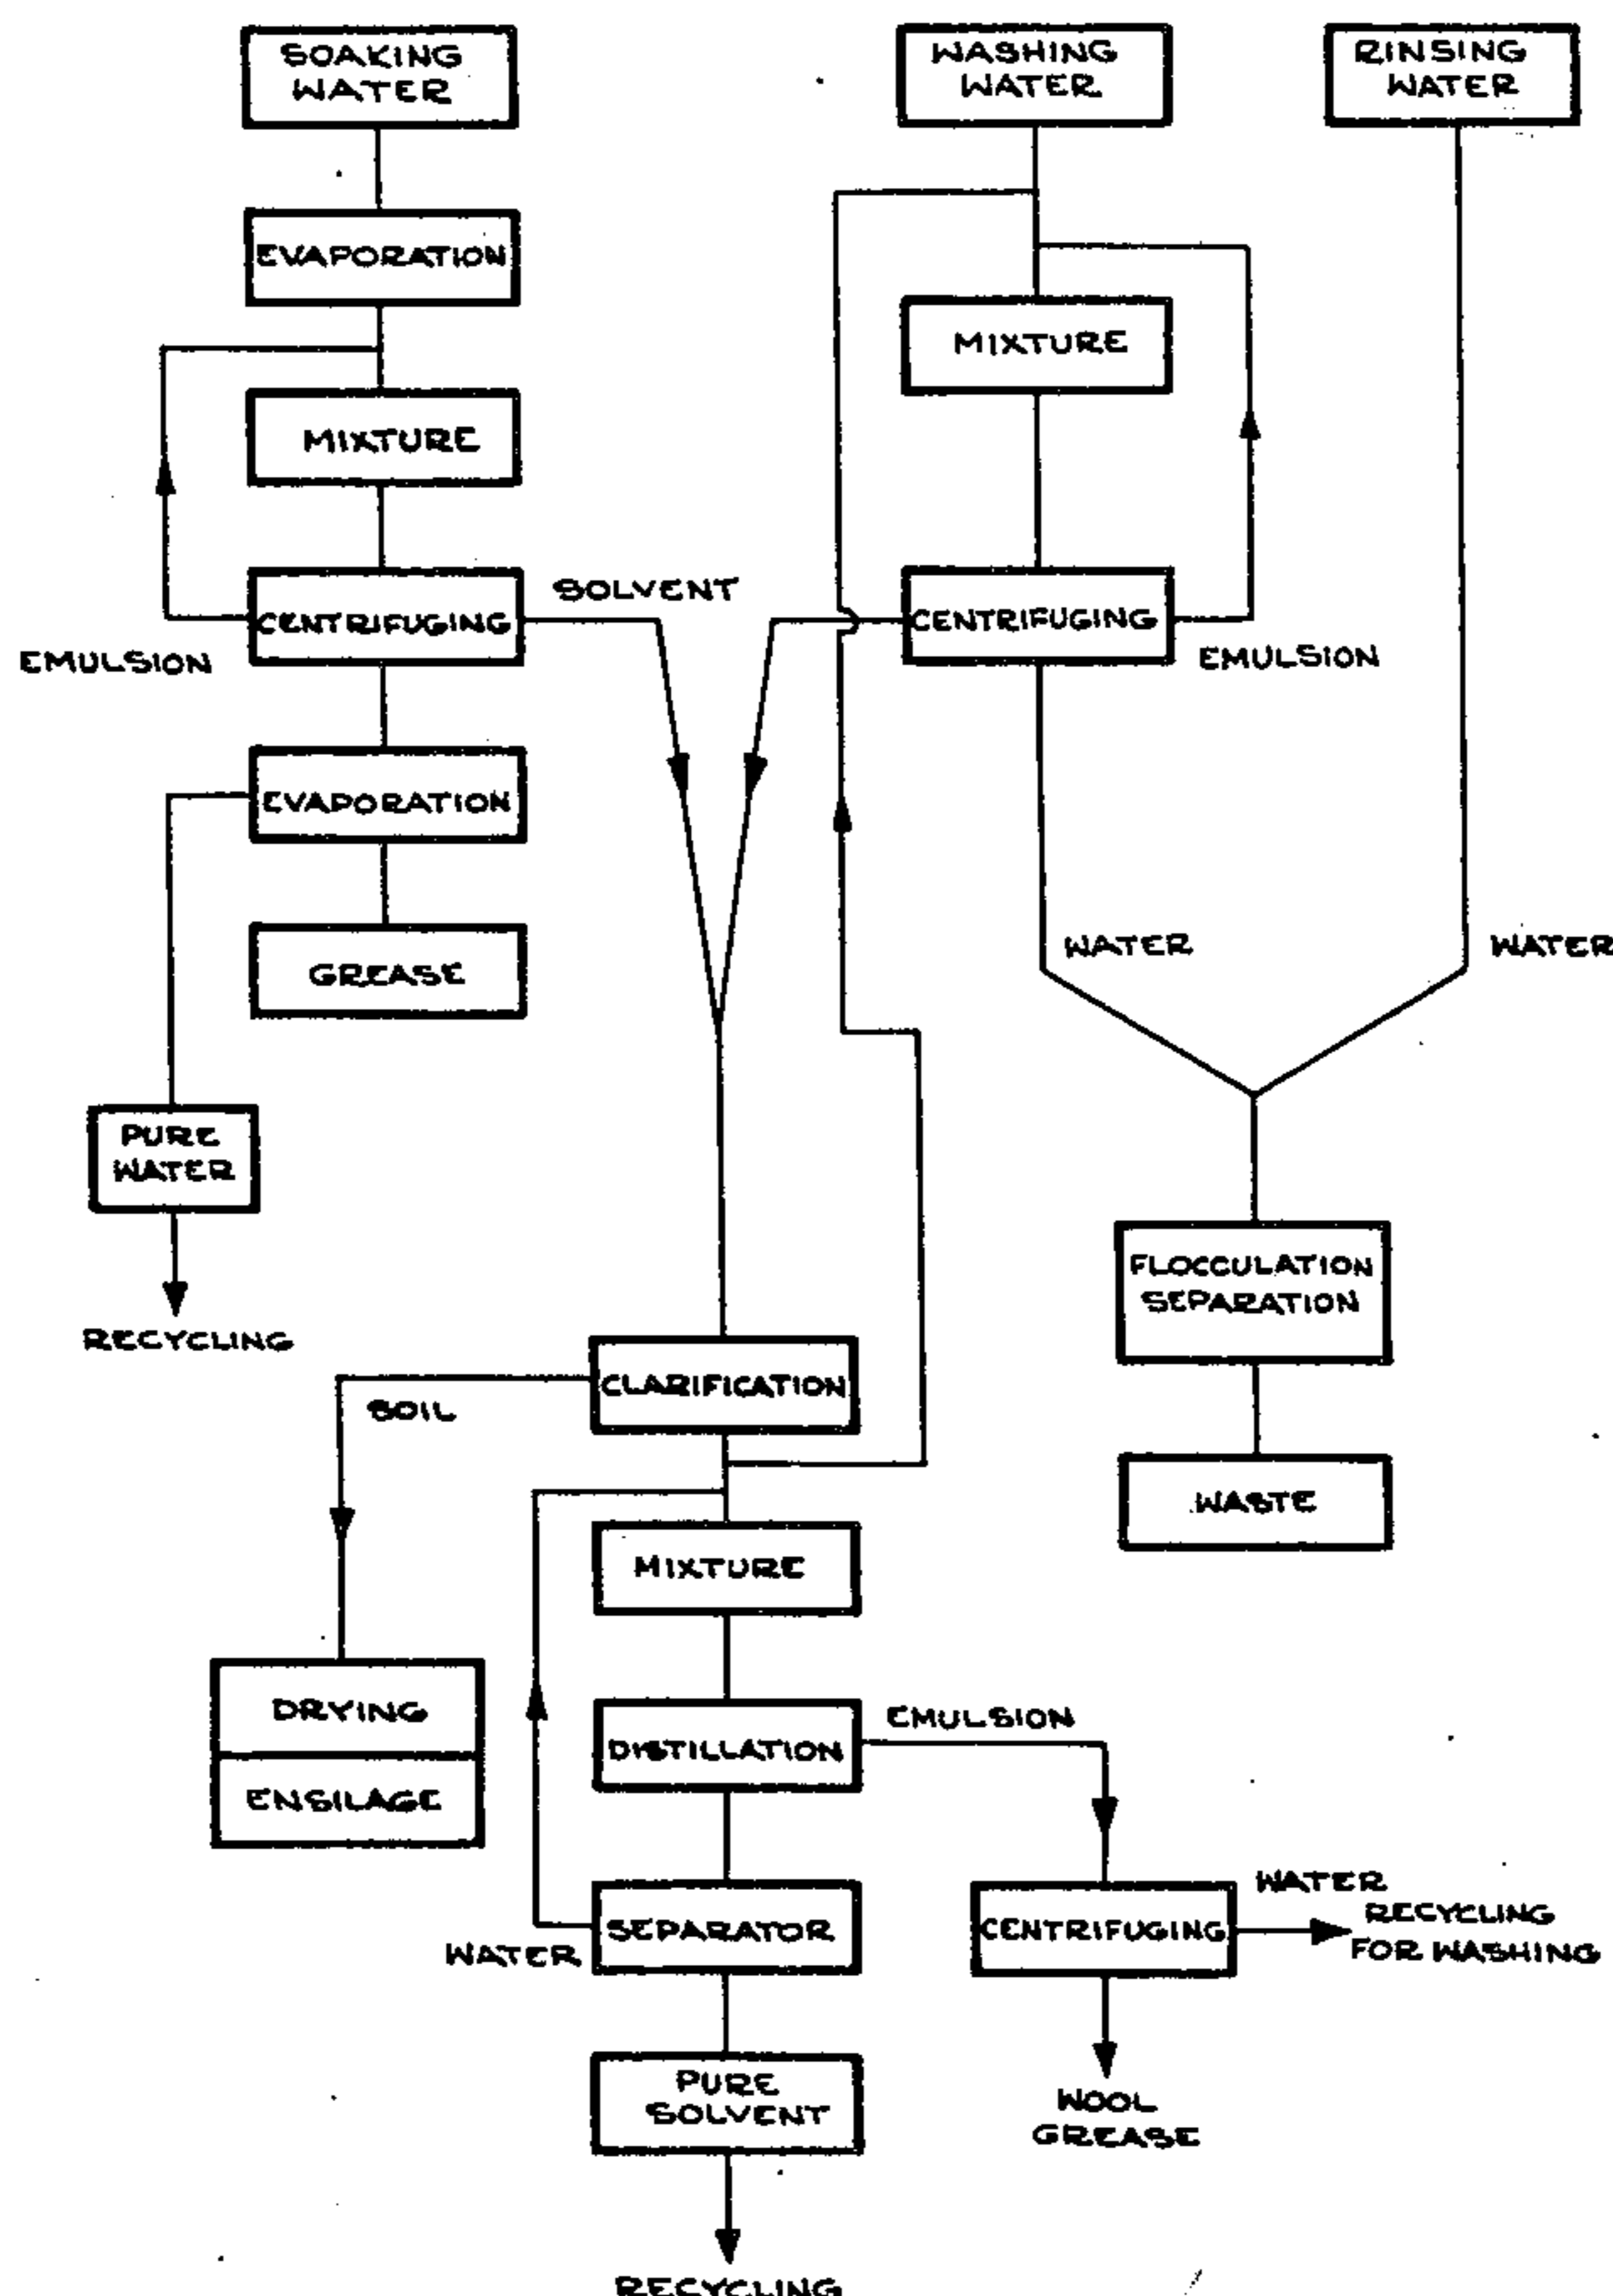 SOAKING
WATER
WASHING
WATER
RINSING
WATER
EVAPORATION
MIXTURE
MIXTURE
CENTRIFUGING
SOLVENT
CENTRIFUGING
EMULSION
EMULSION
EVAPORATION
GREASE
WATER
WATER
PURE
WATER
RECYCLING
FLOCCULATION
SEPARATION
CLARIFICATION
SOIL
WASTE
MIXTURE
DRYING
ENSILAGE
DISTILLATION
EMULSION
SEPARATOR
WATER
CENTRIFUGING
WATER
RECYCLING
FOR WASHING
PURE
SOLVENT
WOOL
GREASE
RECYCLING